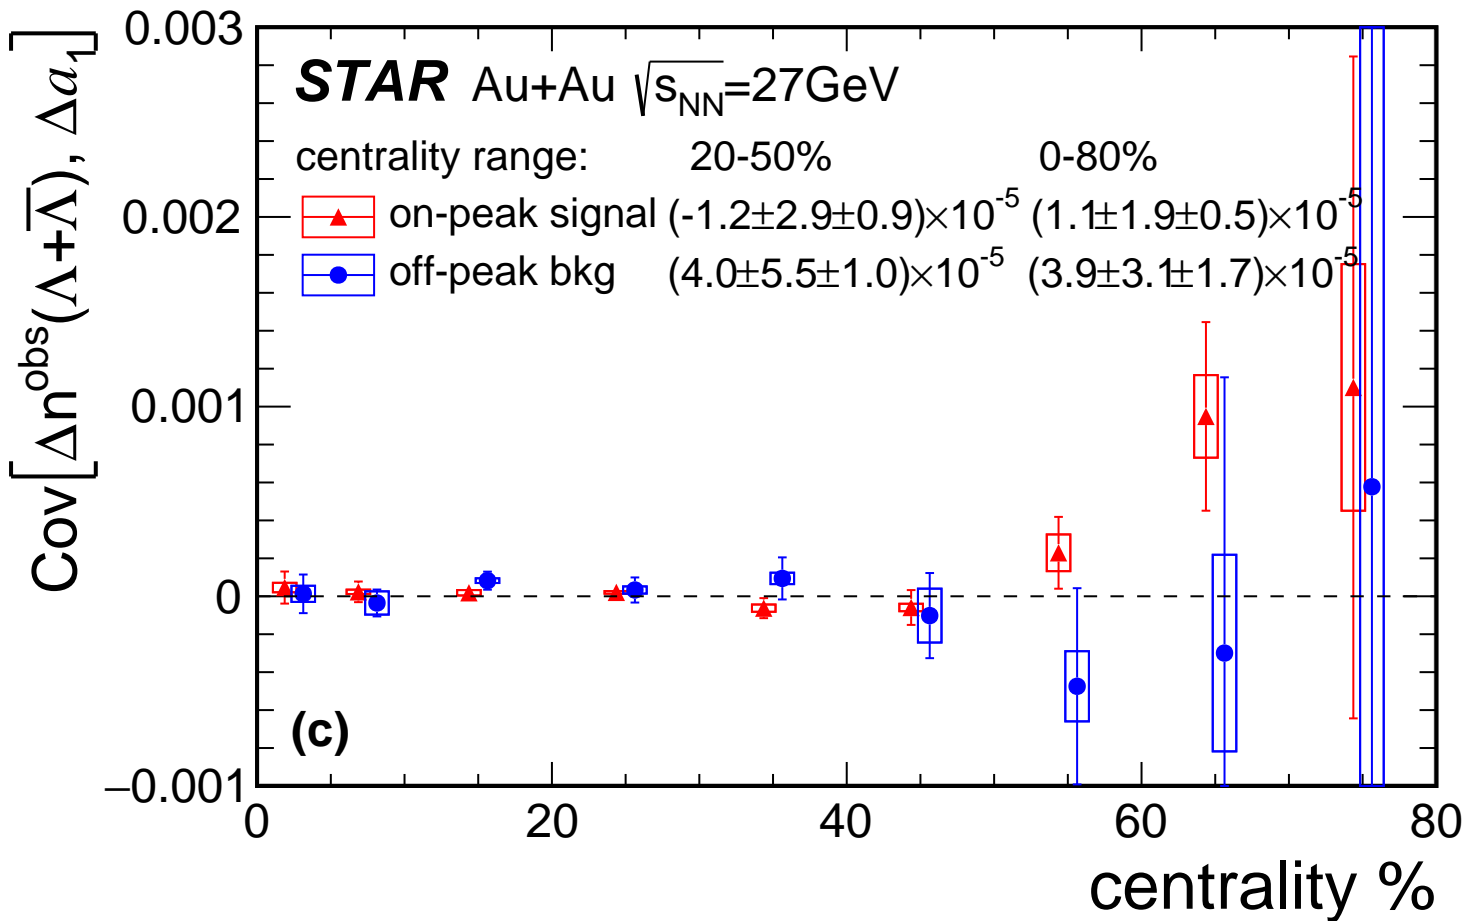 Cov[Δn^obs(Λ+Λ̅), Δa₁]
0.003
0.002
0.001
0
−0.001
STAR Au+Au √s_NN=27GeV
centrality range: 20-50% 0-80%
on-peak signal (-1.2±2.9±0.9)×10^-5 (1.1±1.9±0.5)×10^-5
off-peak bkg (4.0±5.5±1.0)×10^-5 (3.9±3.1±1.7)×10^-5
(c)
0 20 40 60 80
centrality %